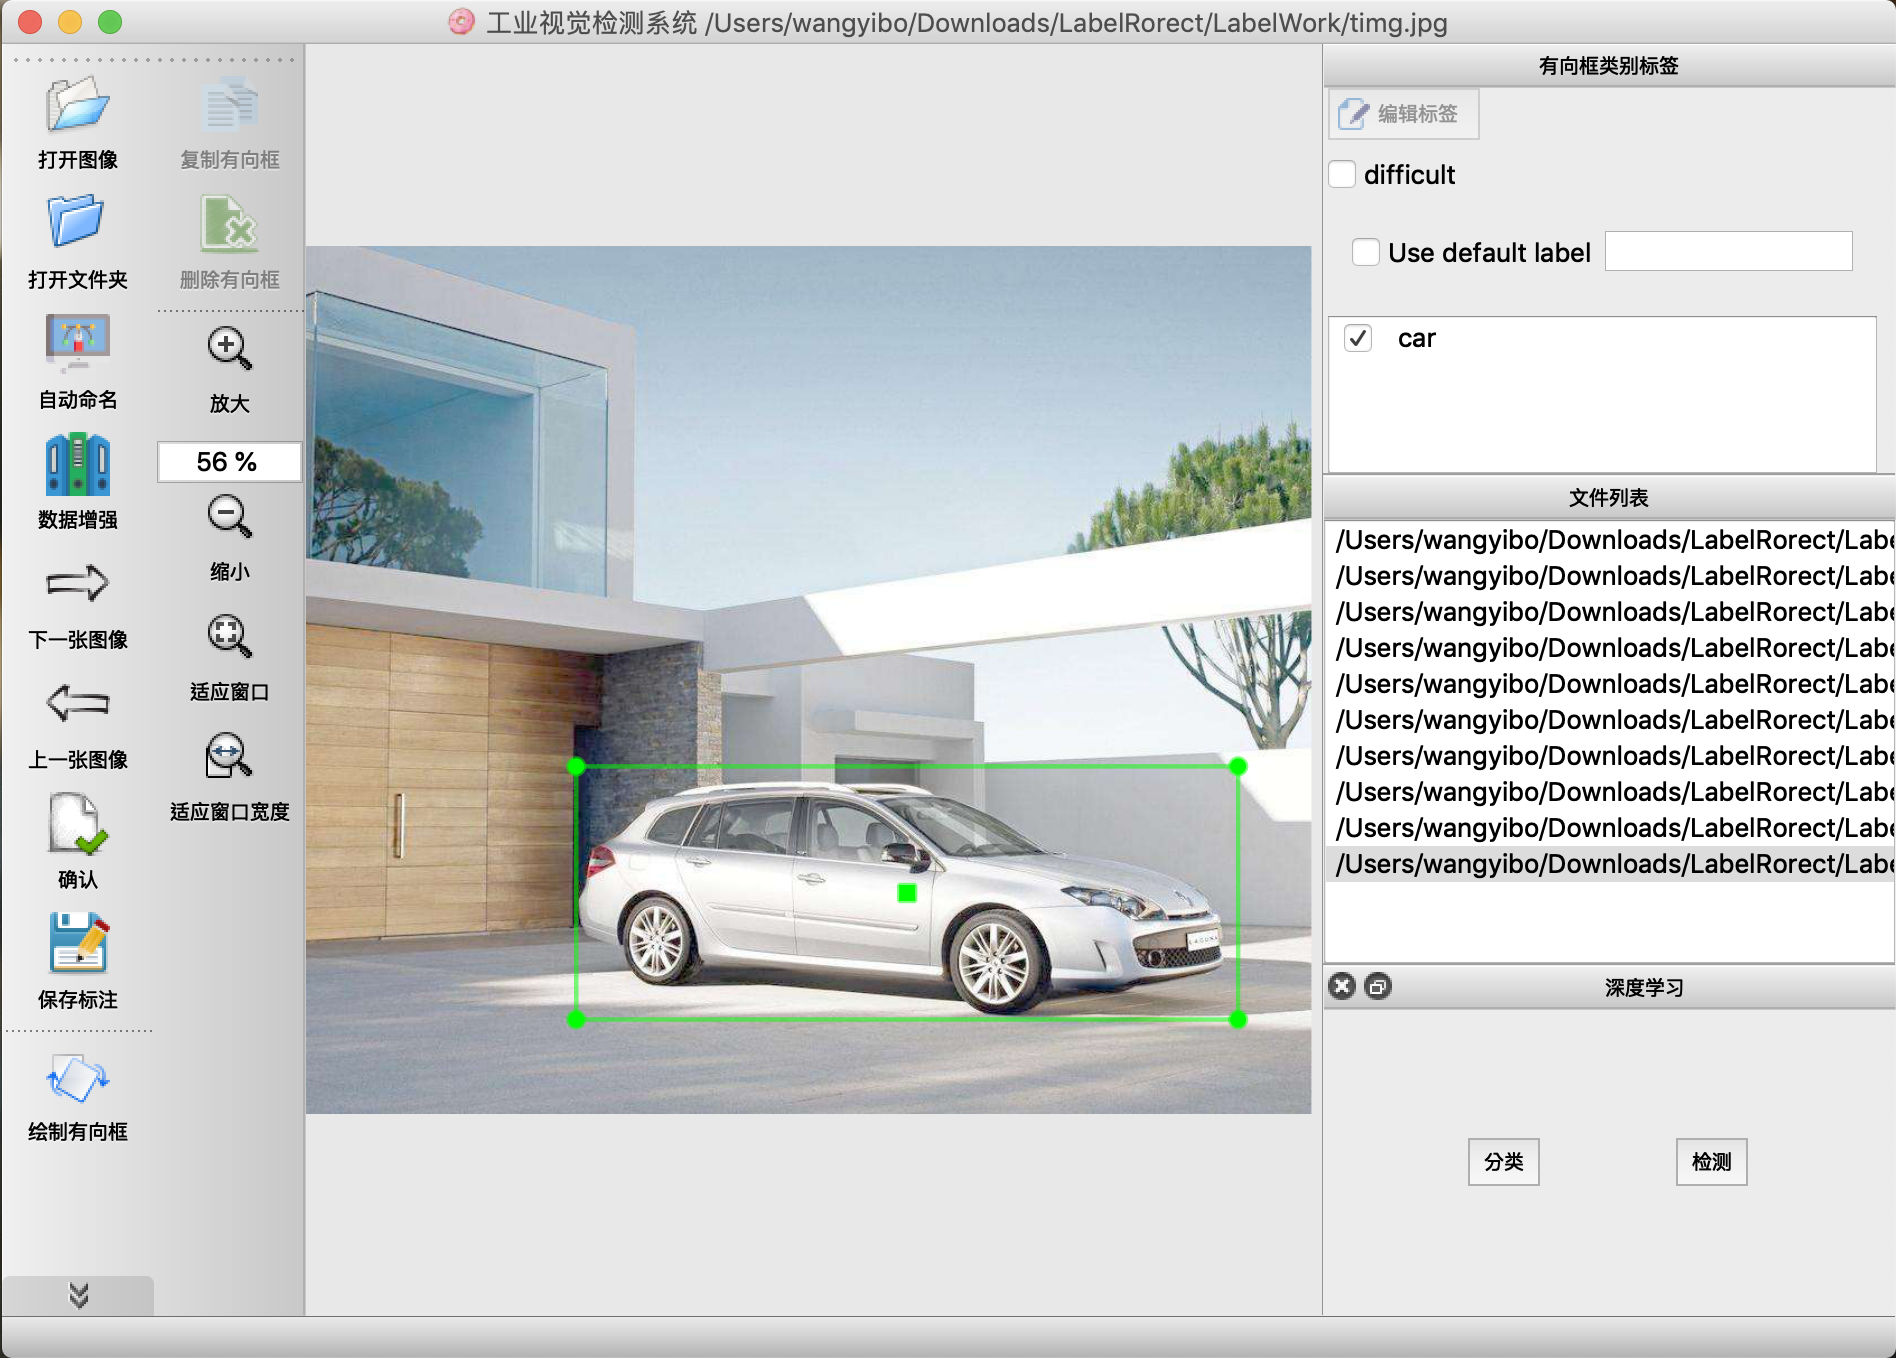 工业视觉检测系统 /Users/wangyibo/Downloads/LabelRorect/LabelWork/timg.jpg
打开图像
打开文件夹
自动命名
数据增强
下一张图像
上一张图像
确认
保存标注
绘制有向框
复制有向框
删除有向框
放大
56 %
缩小
适应窗口
适应窗口宽度
LAGUNA
有向框类别标签
编辑标签
difficult
Use default label
car
文件列表
/Users/wangyibo/Downloads/LabelRorect/Labe
/Users/wangyibo/Downloads/LabelRorect/Labe
/Users/wangyibo/Downloads/LabelRorect/Labe
/Users/wangyibo/Downloads/LabelRorect/Labe
/Users/wangyibo/Downloads/LabelRorect/Labe
/Users/wangyibo/Downloads/LabelRorect/Labe
/Users/wangyibo/Downloads/LabelRorect/Labe
/Users/wangyibo/Downloads/LabelRorect/Labe
/Users/wangyibo/Downloads/LabelRorect/Labe
/Users/wangyibo/Downloads/LabelRorect/Labe
深度学习
分类
检测